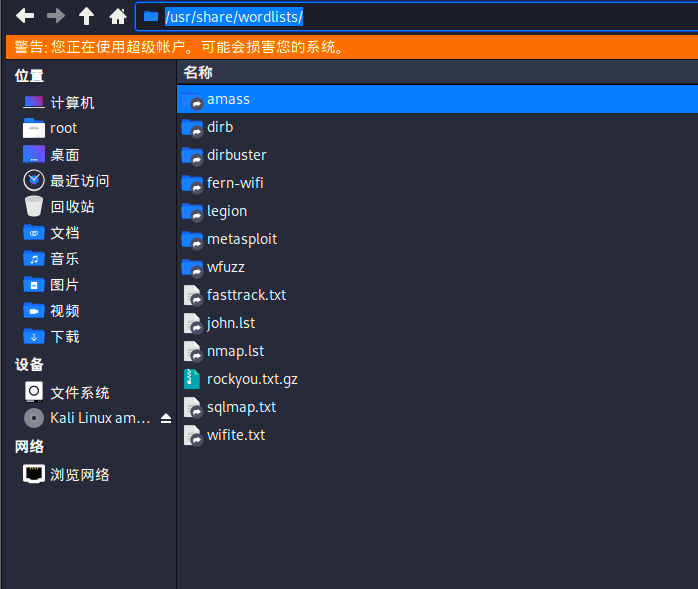 /usr/share/wordlists/
警告: 您正在使用超级帐户。可能会损害您的系统。
位置
计算机
root
桌面
最近访问
回收站
文档
音乐
图片
视频
下载
设备
文件系统
Kali Linux am...
网络
浏览网络
名称
amass
dirb
dirbuster
fern-wifi
legion
metasploit
wfuzz
fasttrack.txt
john.lst
nmap.lst
rockyou.txt.gz
sqlmap.txt
wifite.txt